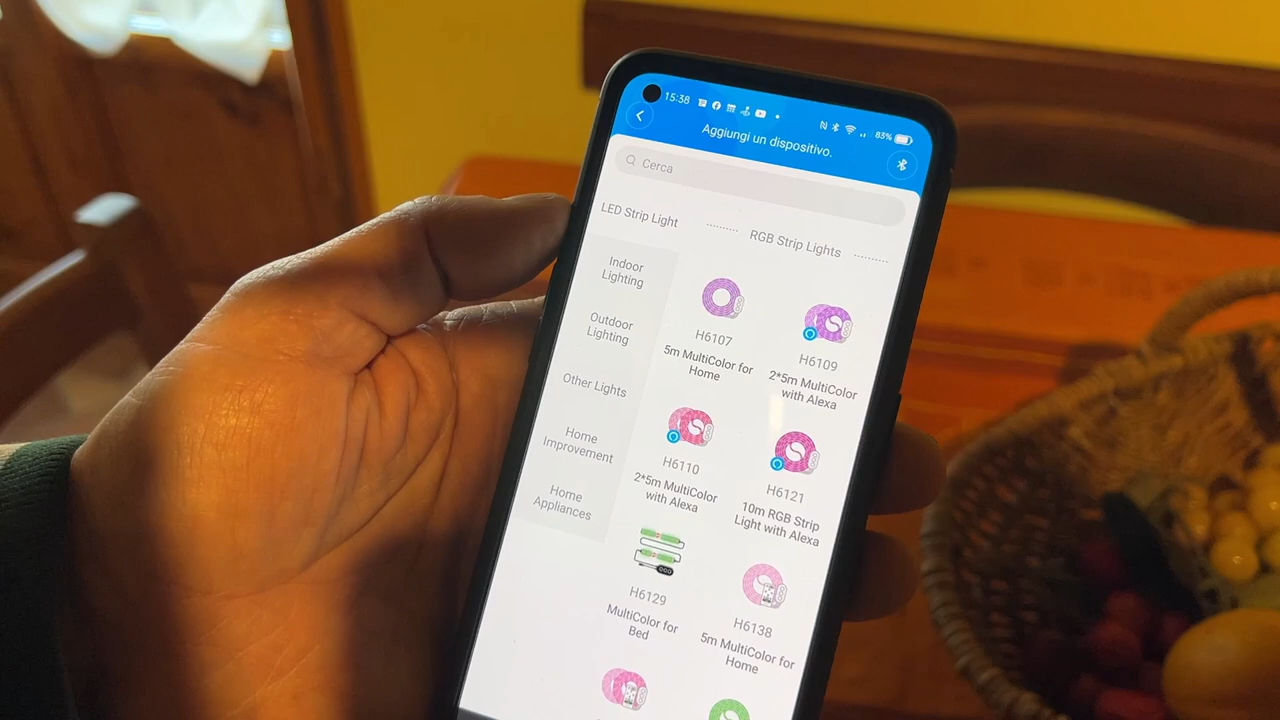 15:38
83%
Aggiungi un dispositivo.
Cerca
LED Strip Light
RGB Strip Lights
Indoor
Lighting
Outdoor
Lighting
Other Lights
Home
Improvement
Home
Appliances
H6107
5m MultiColor for
Home
H6109
2*5m MultiColor
with Alexa
H6110
2*5m MultiColor
with Alexa
H6121
10m RGB Strip
Light with Alexa
H6129
MultiColor for
Bed
H6138
5m MultiColor for
Home